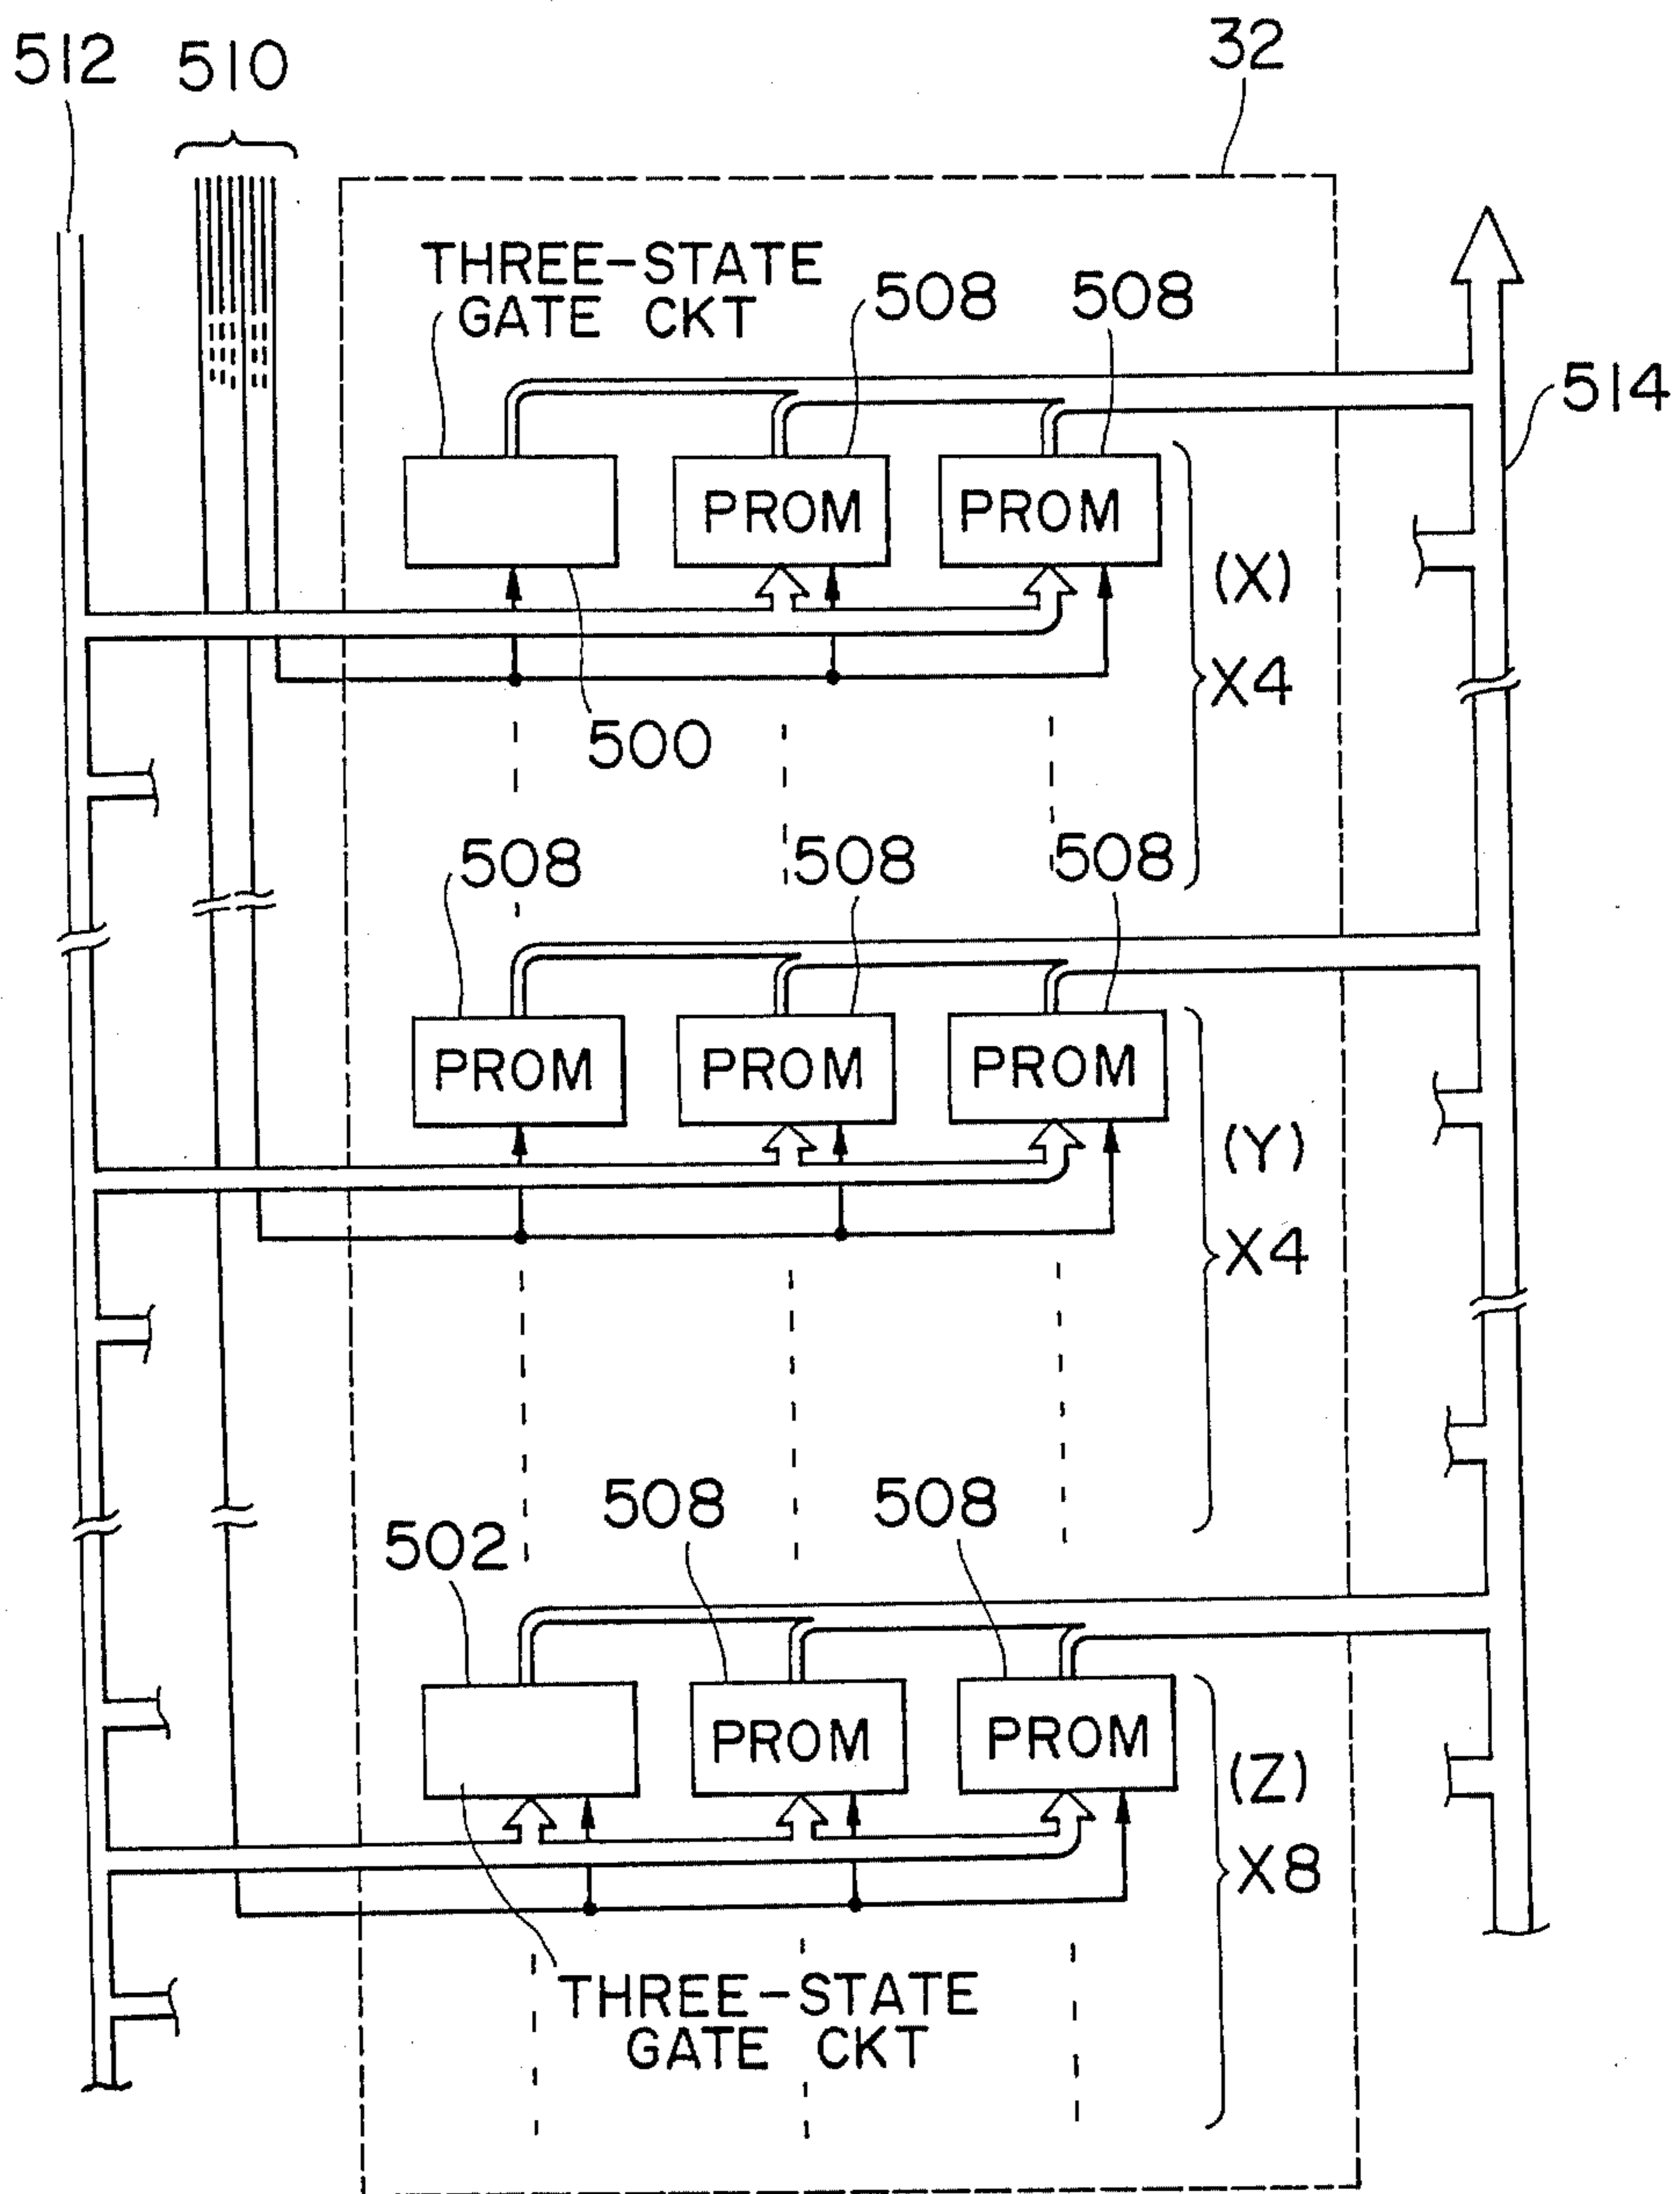 512
510
32
THREE-STATE
GATE CKT
508
508
514
PROM
PROM
(X)
X4
500
508
508
508
PROM
PROM
PROM
(Y)
X4
502
508
508
PROM
PROM
(Z)
X8
THREE-STATE
GATE CKT